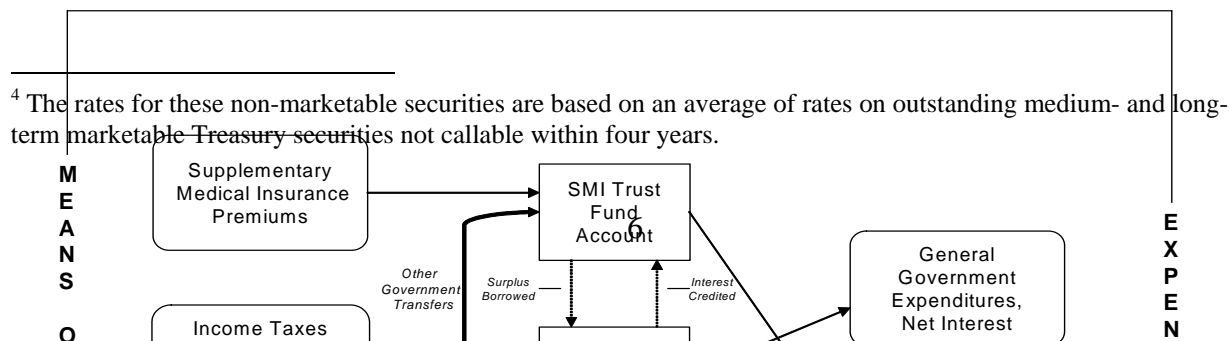 ⁴ The rates for these non-marketable securities are based on an average of rates on outstanding medium- and long-
term marketable Treasury securities not callable within four years.
M
E
A
N
S
O
Supplementary
Medical Insurance
Premiums
SMI Trust
Fund
Account
6
Other
Government
Transfers
Surplus
Borrowed
Interest
Credited
General
Government
Expenditures,
Net Interest
Income Taxes
E
X
P
E
N